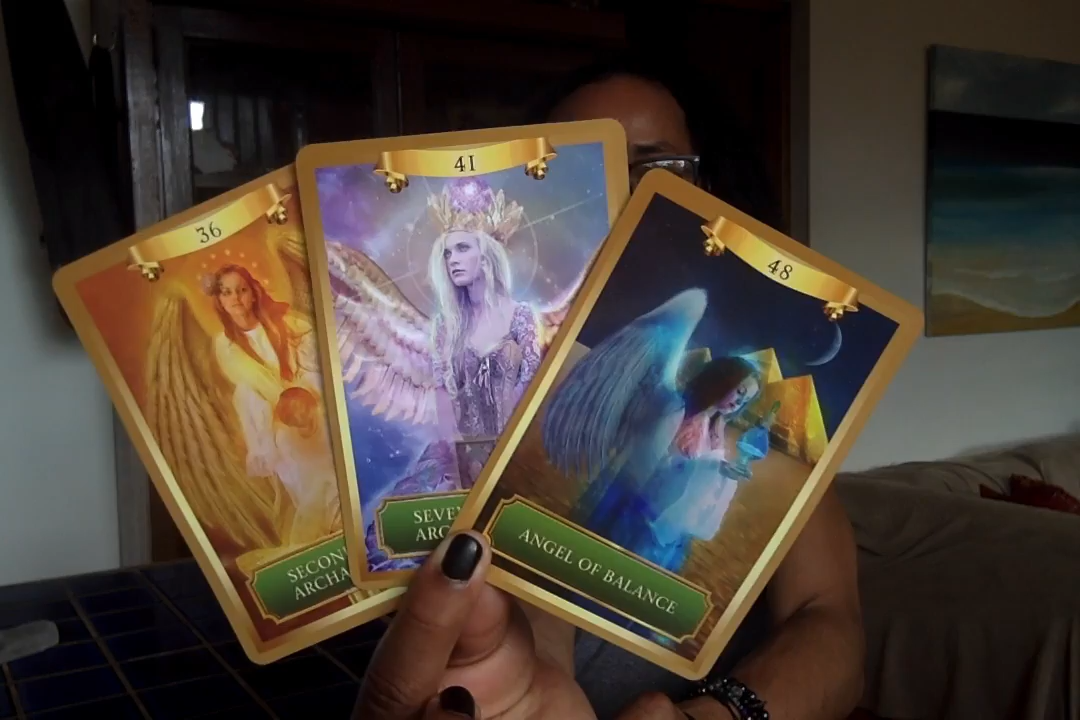 36
SECON
ARCHA
41
SEVE
ARC
48
ANGEL OF BALANCE